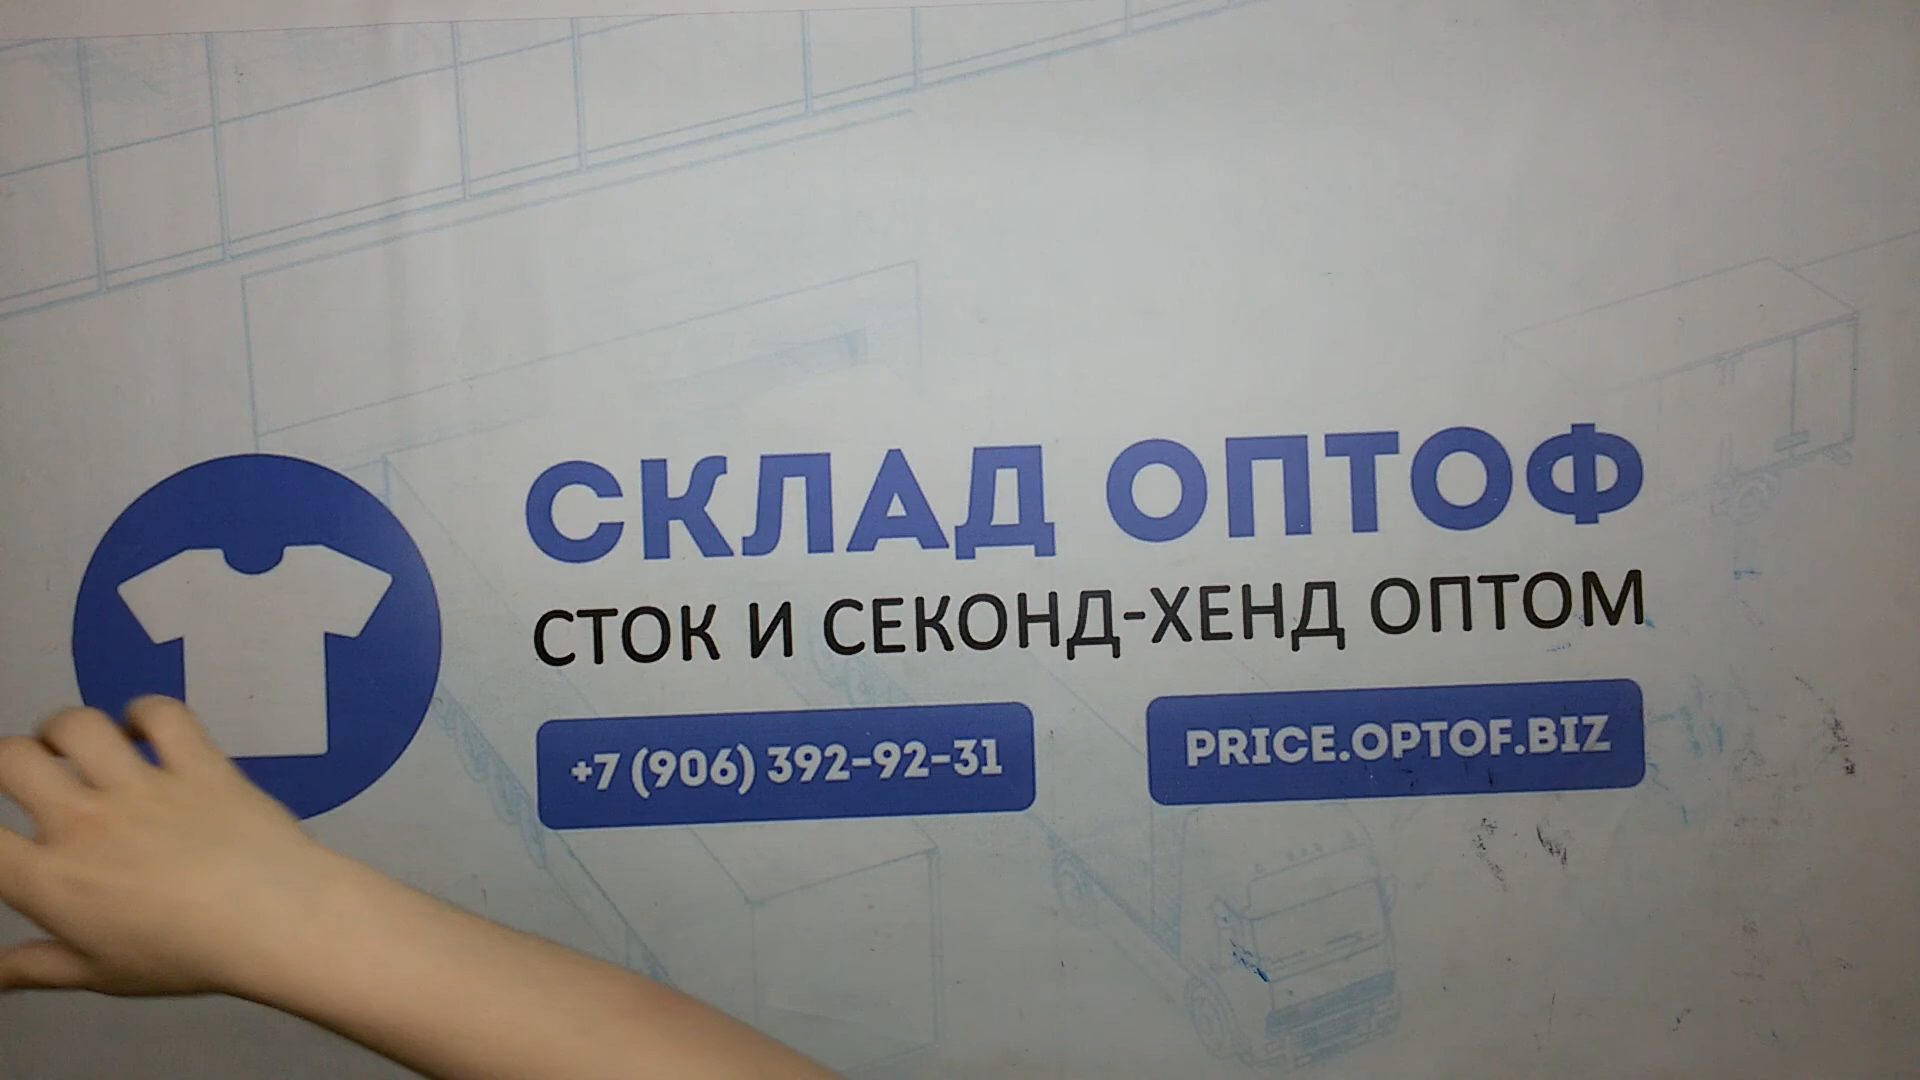 СКЛАД ОПТОФ
СТОК И СЕКОНД-ХЕНД ОПТОМ
+7 (906) 392-92-31
PRICE.OPTOF.BIZ